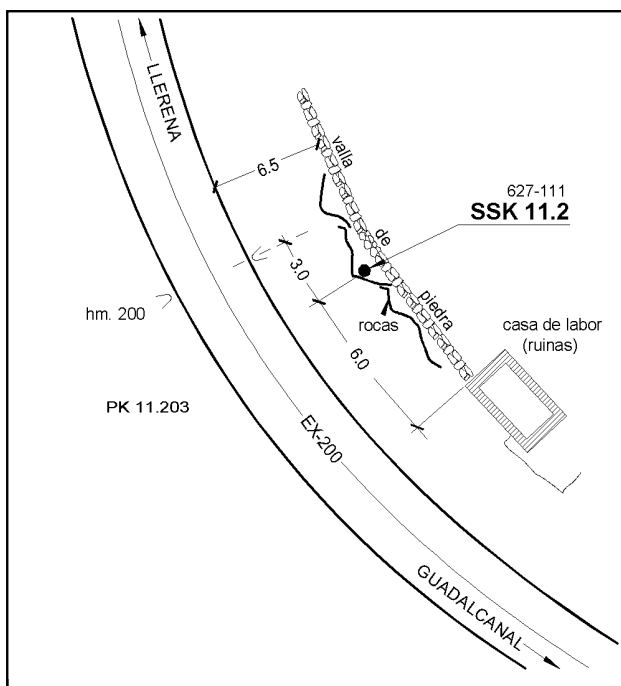 LLERENA
6.5
valla
de
piedra
627-111
SSK 11.2
3.0
rocas
6.0
hm. 200
casa de labor
(ruinas)
PK 11.203
EX-200
GUADALCANAL